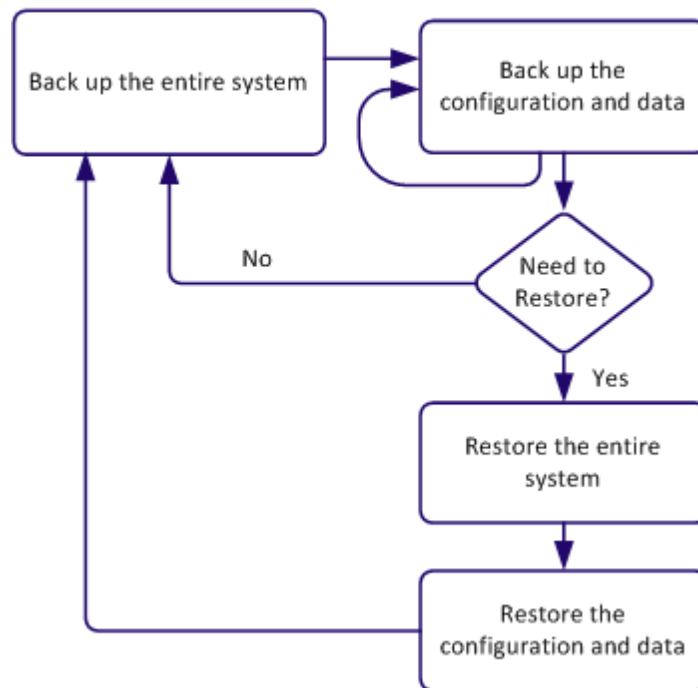 Back up the entire system
Back up the
configuration and data
Need to
Restore?
No
Yes
Restore the entire
system
Restore the
configuration and data